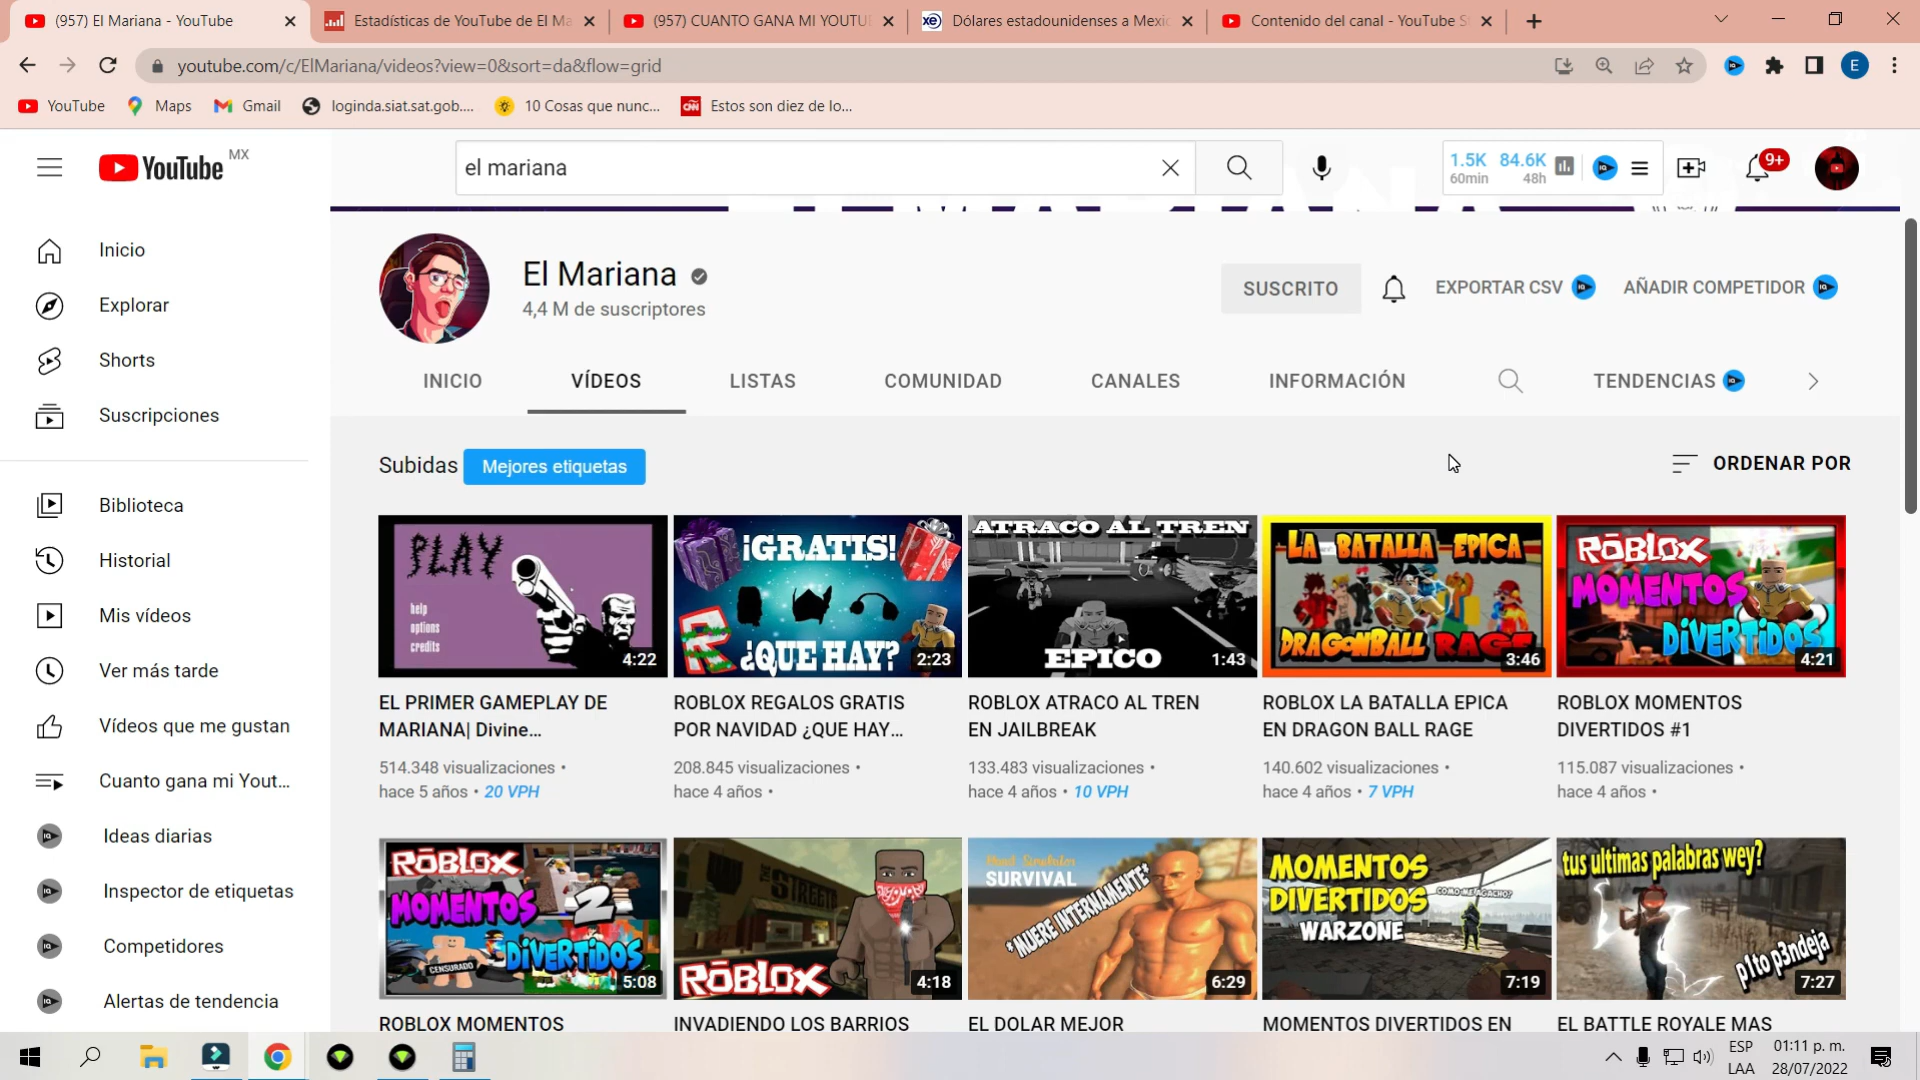 (957) El Mariana - YouTube
Estadísticas de YouTube de El Ma
(957) CUANTO GANA MI YOUTU
Dólares estadounidenses a Mexic
Contenido del canal - YouTube S
youtube.com/c/ElMariana/videos?view=0&sort=da&flow=grid
E
YouTube
Maps
Gmail
loginda.siat.sat.gob....
10 Cosas que nunc...
Estos son diez de lo...
YouTube MX
el mariana
1.5K 84.6K
60min 48h
9+
Inicio
Explorar
Shorts
Suscripciones
Biblioteca
Historial
Mis vídeos
Ver más tarde
Vídeos que me gustan
Cuanto gana mi Yout...
Ideas diarias
Inspector de etiquetas
Competidores
Alertas de tendencia
El Mariana
4,4 M de suscriptores
SUSCRITO
EXPORTAR CSV
AÑADIR COMPETIDOR
INICIO
VÍDEOS
LISTAS
COMUNIDAD
CANALES
INFORMACIÓN
TENDENCIAS
Subidas
Mejores etiquetas
ORDENAR POR
PLAY
help
options
credits
4:22
¡GRATIS!
¿QUE HAY?
2:23
ATRACO AL TREN
EPICO
1:43
LA BATALLA EPICA
DRAGONBALL RAGE
3:46
ROBLOX
MOMENTOS
DIVERTIDOS
4:21
EL PRIMER GAMEPLAY DE
MARIANA| Divine...
514.348 visualizaciones •
hace 5 años • 20 VPH
ROBLOX REGALOS GRATIS
POR NAVIDAD ¿QUE HAY...
208.845 visualizaciones •
hace 4 años •
ROBLOX ATRACO AL TREN
EN JAILBREAK
133.483 visualizaciones •
hace 4 años • 10 VPH
ROBLOX LA BATALLA EPICA
EN DRAGON BALL RAGE
140.602 visualizaciones •
hace 4 años • 7 VPH
ROBLOX MOMENTOS
DIVERTIDOS #1
115.087 visualizaciones •
hace 4 años •
ROBLOX
MOMENTOS 2
DIVERTIDOS
CENSURADO
5:08
STREETS
ROBLOX
4:18
Hand Simulator
SURVIVAL
*MUERE INTERNAMENTE*
6:29
MOMENTOS
DIVERTIDOS
WARZONE
COMO ME AGACHO?
7:19
tus ultimas palabras wey?
p1to p3ndeja
7:27
ROBLOX MOMENTOS
INVADIENDO LOS BARRIOS
EL DOLAR MEJOR
MOMENTOS DIVERTIDOS EN
EL BATTLE ROYALE MAS
ESP
LAA
01:11 p. m.
28/07/2022